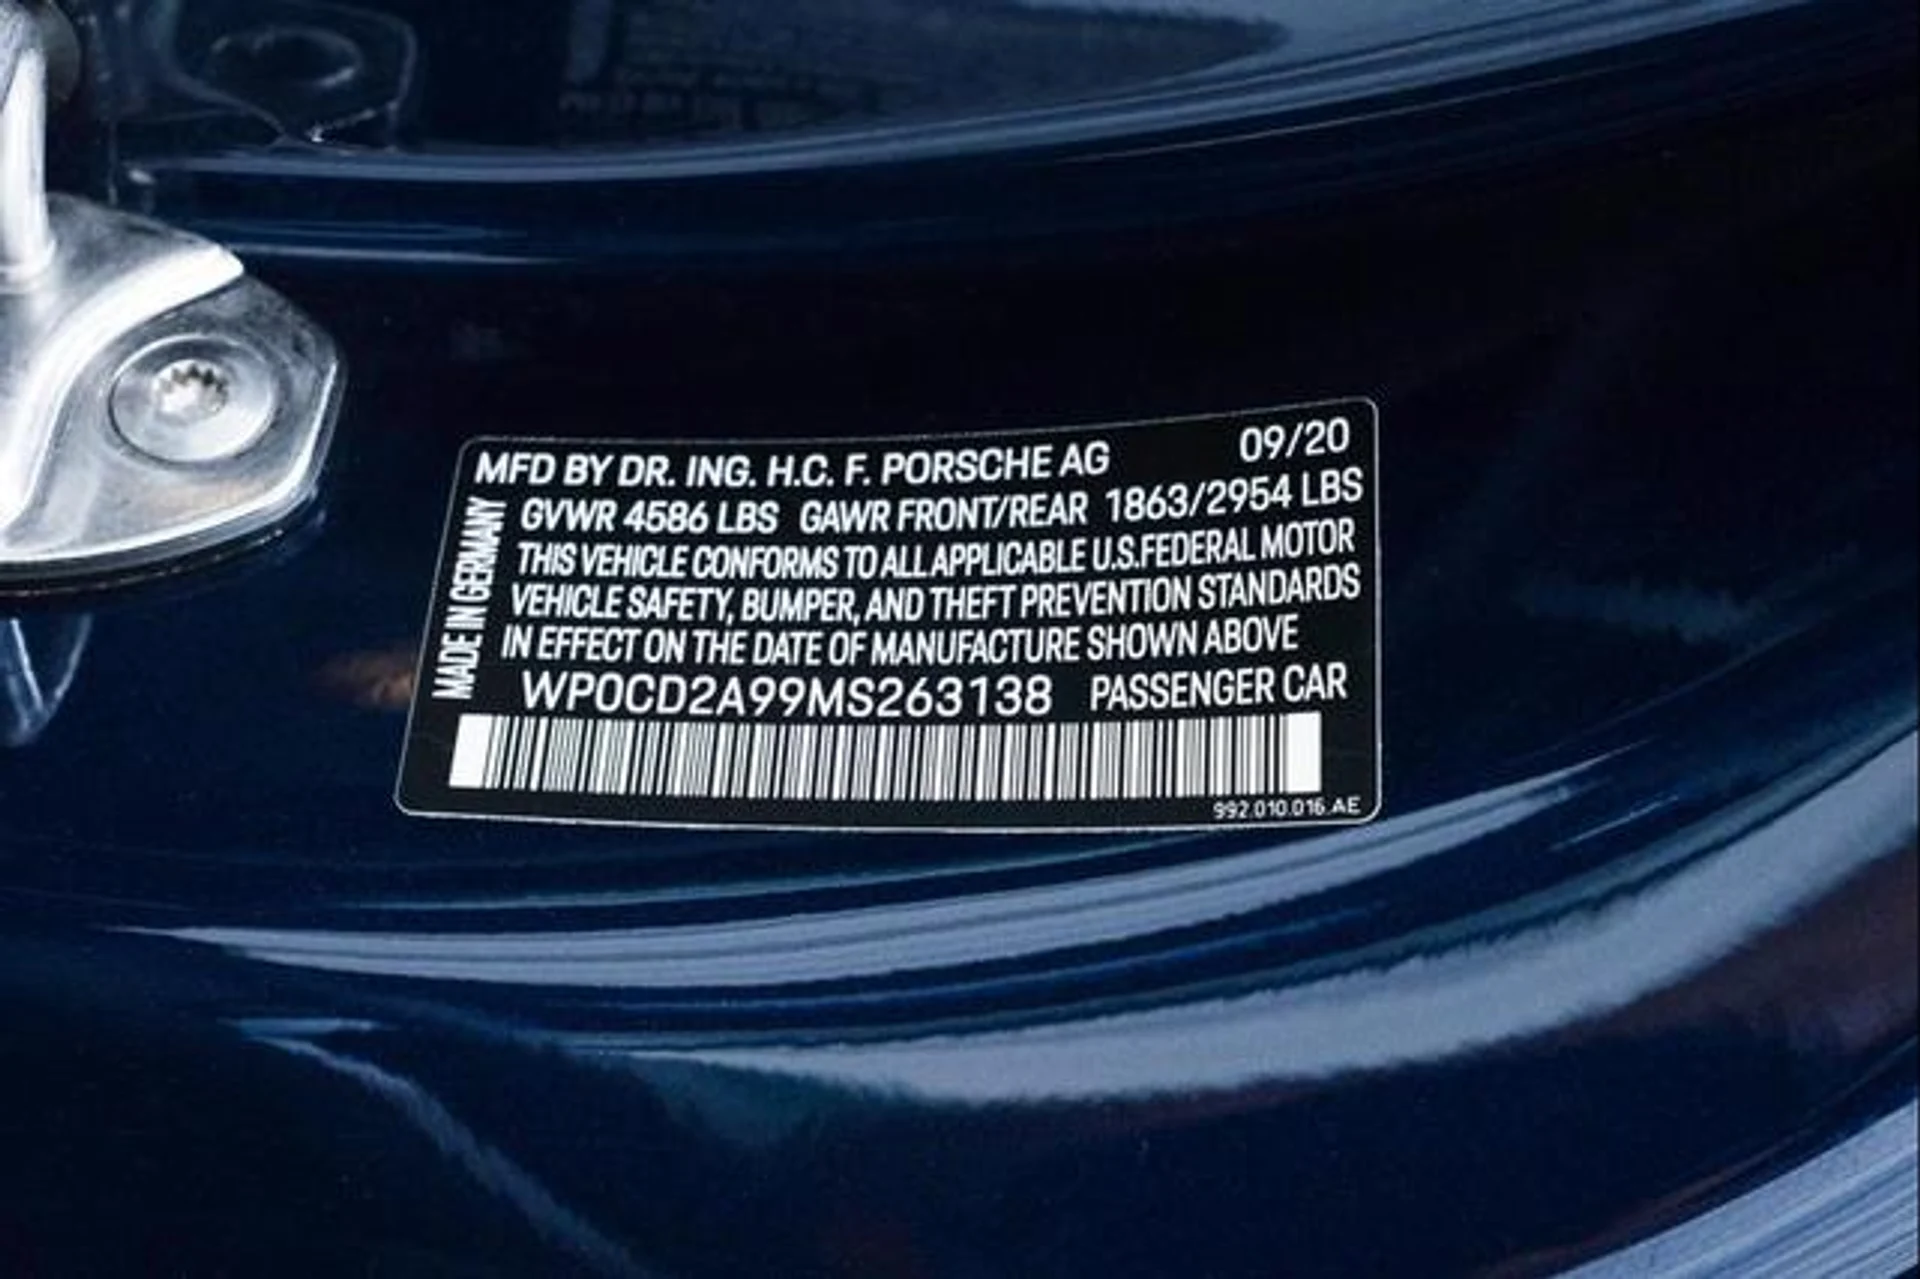 MFD BY DR. ING. H.C. F. PORSCHE AG 09/20
GVWR 4586 LBS GAWR FRONT/REAR 1863/2954 LBS
THIS VEHICLE CONFORMS TO ALL APPLICABLE U.S.FEDERAL MOTOR
VEHICLE SAFETY, BUMPER, AND THEFT PREVENTION STANDARDS
IN EFFECT ON THE DATE OF MANUFACTURE SHOWN ABOVE
WP0CD2A99MS263138 PASSENGER CAR
992.010.016.AE
MADE IN GERMANY